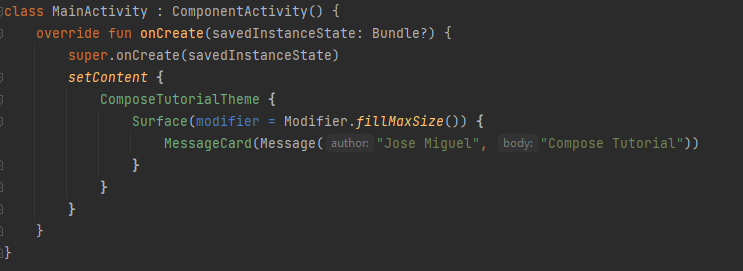 class MainActivity : ComponentActivity() {
    override fun onCreate(savedInstanceState: Bundle?) {
        super.onCreate(savedInstanceState)
        setContent {
            ComposeTutorialTheme {
                Surface(modifier = Modifier.fillMaxSize()) {
                    MessageCard(Message( author: "Jose Miguel", body: "Compose Tutorial"))
                }
            }
        }
    }
}